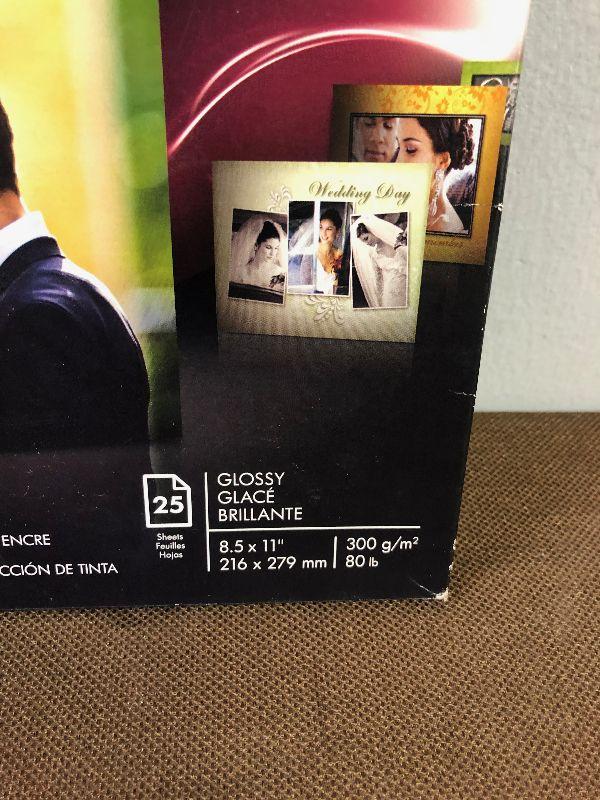 Wedding Day
25
Sheets
Feuilles
Hojas
GLOSSY
GLACÉ
BRILLANTE
8.5 x 11"
216 x 279 mm
300 g/m²
80 lb
ENCRE
CCIÓN DE TINTA